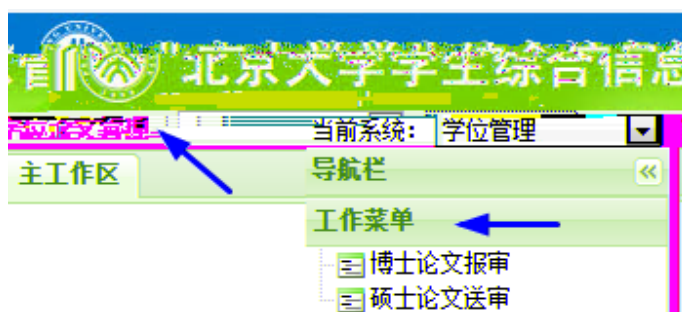 北京大学学生综合信息
当前系统： 学位管理
主工作区
导航栏
工作菜单
博士论文报审
硕士论文送审